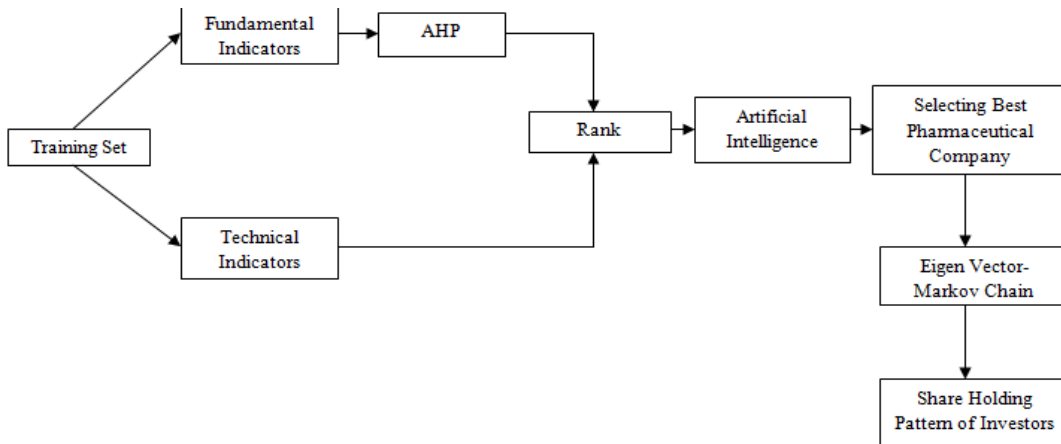 Fundamental
Indicators
AHP
Training Set
Rank
Artificial
Intelligence
Selecting Best
Pharmaceutical
Company
Technical
Indicators
Eigen Vector-
Markov Chain
Share Holding
Pattern of Investors